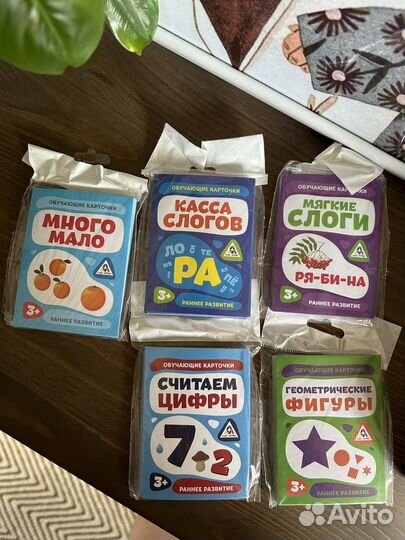 ОБУЧАЮЩИЕ КАРТОЧКИ
МНОГО
МАЛО
3+
РАННЕЕ РАЗВИТИЕ
ОБУЧАЮЩИЕ КАРТОЧКИ
КАССА
СЛОГОВ
ЛО
ТЕ
РА
ЛЁ
3+
РАННЕЕ РАЗВИТИЕ
ОБУЧАЮЩИЕ КАРТОЧКИ
МЯГКИЕ
СЛОГИ
РЯ-БИ-НА
3+
РАННЕЕ РАЗВИТИЕ
ОБУЧАЮЩИЕ КАРТОЧКИ
СЧИТАЕМ
ЦИФРЫ
7 2
3+
РАННЕЕ РАЗВИТИЕ
ОБУЧАЮЩИЕ КАРТОЧКИ
ГЕОМЕТРИЧЕСКИЕ
ФИГУРЫ
3+
РАННЕЕ РАЗВИТИЕ
Avito